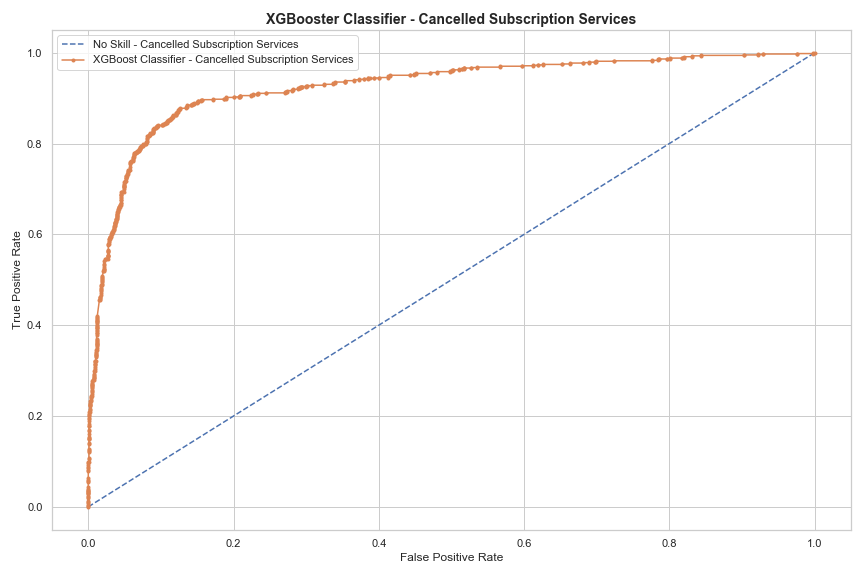 XGBooster Classifier - Cancelled Subscription Services
No Skill - Cancelled Subscription Services
XGBoost Classifier - Cancelled Subscription Services
True Positive Rate
1.0
0.8
0.6
0.4
0.2
0.0
0.0 0.2 0.4 0.6 0.8 1.0
False Positive Rate